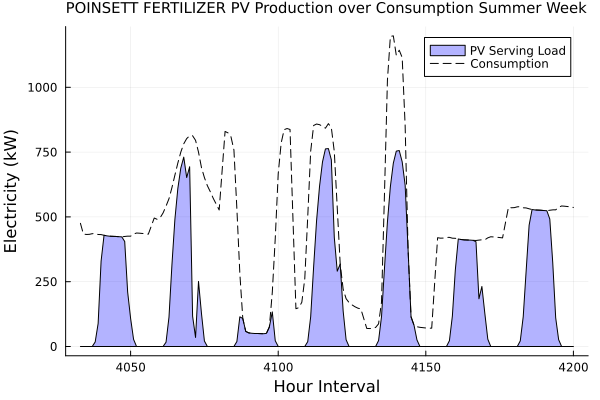 POINSETT FERTILIZER PV Production over Consumption Summer Week
PV Serving Load
Consumption
Electricity (kW)
1000
750
500
250
0
4050
4100
4150
4200
Hour Interval